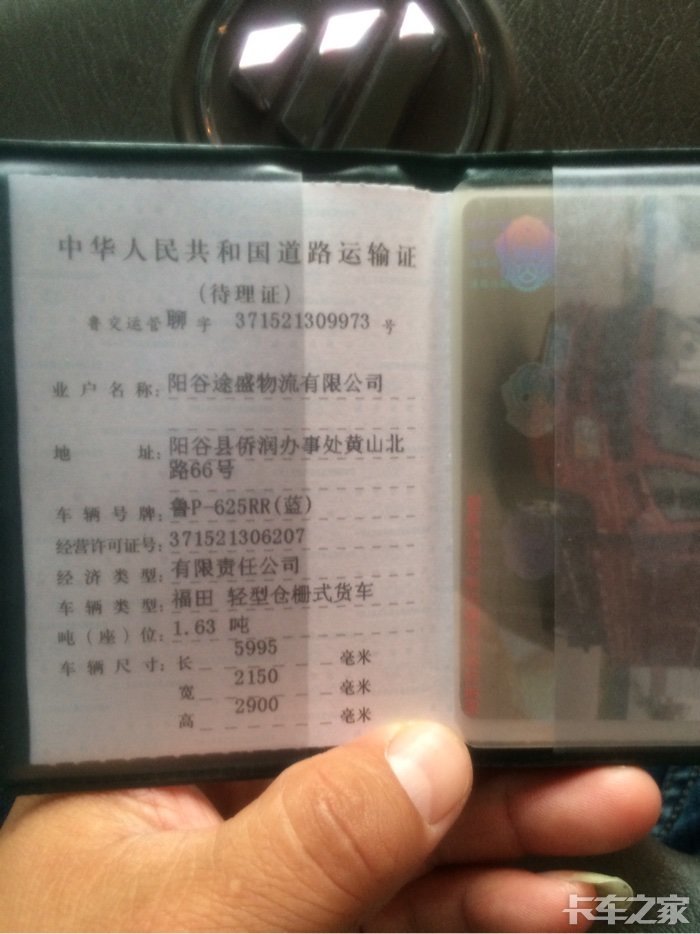 中华人民共和国道路运输证
(待理证)
鲁交运管聊字 371521309973 号
业户名称：阳谷途盛物流有限公司
地 址：阳谷县侨润办事处黄山北
路66号
车辆号牌：鲁P-625RR(蓝)
经营许可证号：371521306207
经济类型：有限责任公司
车辆类型：福田 轻型仓栅式货车
吨(座)位：1.63 吨
车辆尺寸：长 5995 毫米
宽 2150 毫米
高 2900 毫米
卡车之家